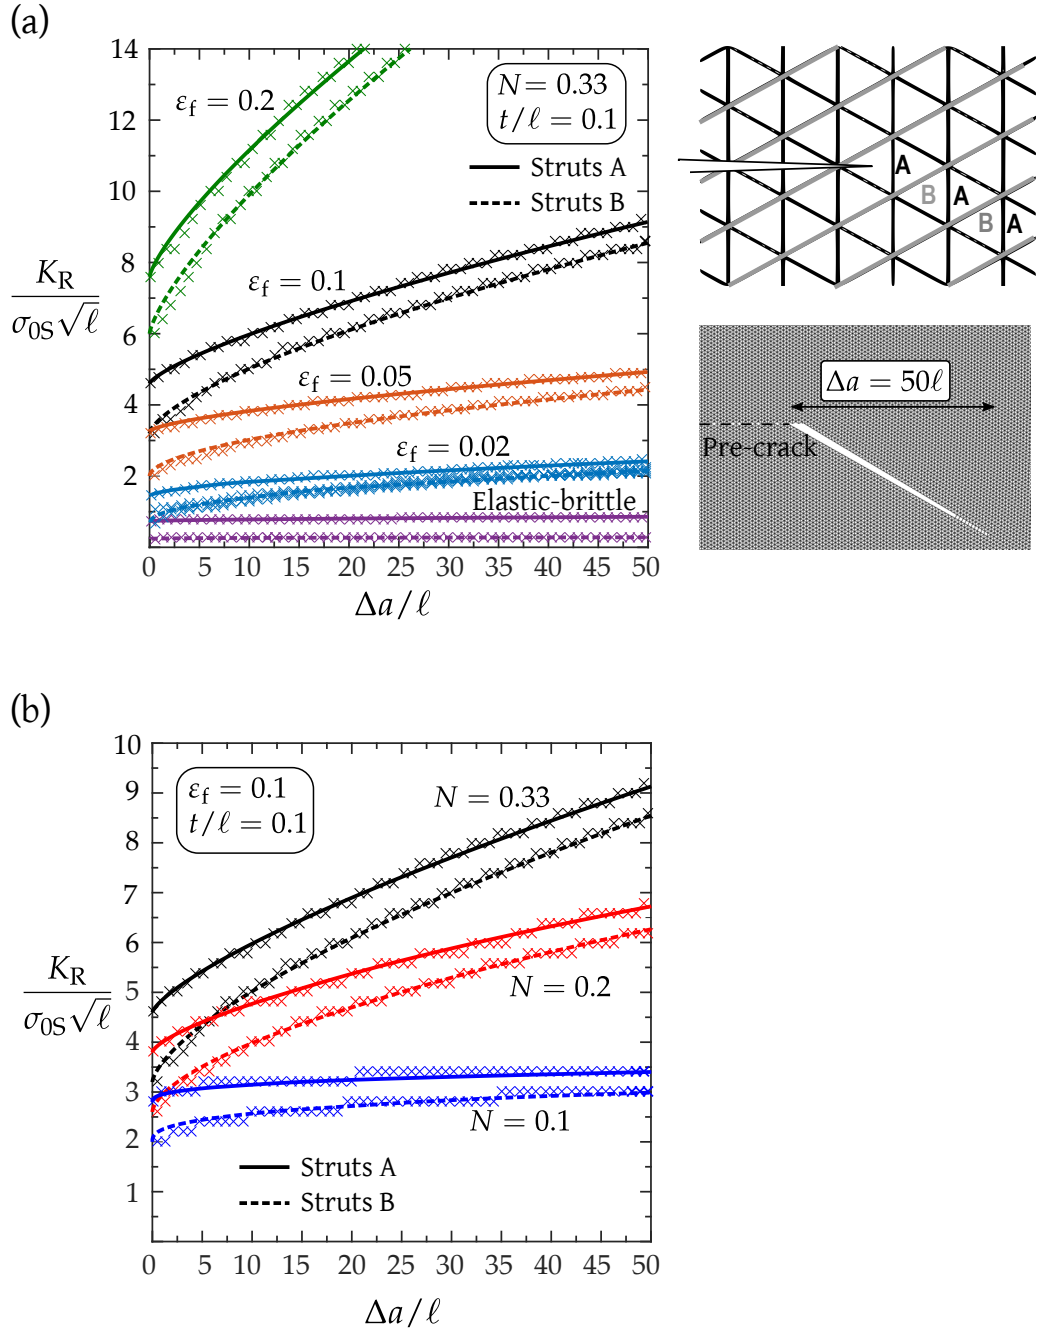 (a)
14
12
10
8
6
4
2
K_R
σ_0S √ℓ
ε_f = 0.2
N = 0.33
t/ℓ = 0.1
Struts A
Struts B
ε_f = 0.1
ε_f = 0.05
ε_f = 0.02
Elastic-brittle
0 5 10 15 20 25 30 35 40 45 50
Δa/ℓ
A
B A
B A
Δa = 50ℓ
Pre-crack
(b)
10
9
8
7
6
5
4
3
2
1
K_R
σ_0S √ℓ
ε_f = 0.1
t/ℓ = 0.1
N = 0.33
N = 0.2
N = 0.1
Struts A
Struts B
0 5 10 15 20 25 30 35 40 45 50
Δa/ℓ